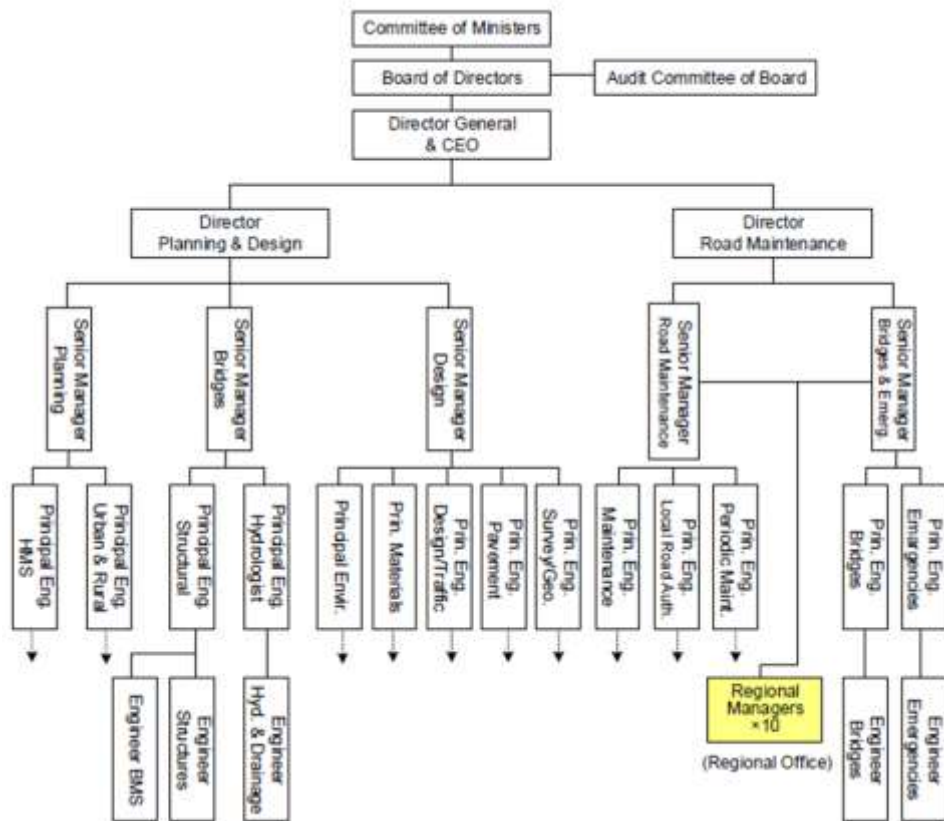 Committee of Ministers
Board of Directors
Audit Committee of Board
Director General
& CEO
Director
Planning & Design
Director
Road Maintenance
Senior Manager
Planning
Senior Manager
Bridges
Senior Manager
Design
Senior Manager
Road Maintenance
Senior Manager
Bridges & Emerg.
Principal Eng.
HMS
Principal Eng.
Urban & Rural
Principal Eng.
Structural
Principal Eng.
Hydrologist
Principal Envir.
Prin. Materials
Prin. Eng.
Design/Traffic
Prin. Eng.
Pavement
Prin. Eng.
Survey/Geo.
Prin. Eng.
Maintenance
Prin. Eng.
Local Road Auth.
Prin. Eng.
Periodic Maint.
Prin. Eng.
Bridges
Prin. Eng.
Emargencies
Engineer BMS
Engineer
Structures
Engineer
Hyd. & Drainage
Regional
Managers
×10
(Regional Office)
Engineer
Bridges
Engineer
Emergencies